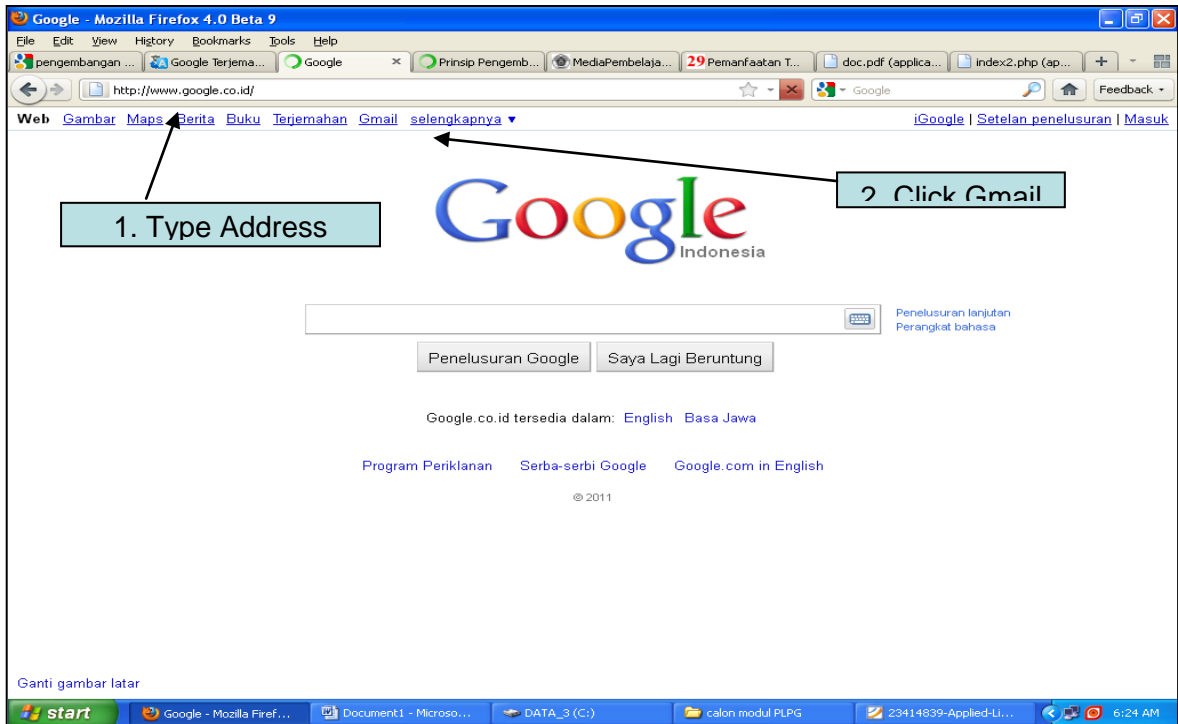 Google - Mozilla Firefox 4.0 Beta 9
File Edit View History Bookmarks Tools Help
pengembangan ... Google Terjema... Google Prinsip Pengemb... MediaPembelaja... 29 Pemanfaatan T... doc.pdf (applica... index2.php (ap...
http://www.google.co.id/ Google Feedback
Web Gambar Maps Berita Buku Terjemahan Gmail selengkapnya ▼ iGoogle | Setelan penelusuran | Masuk
1. Type Address
2. Click Gmail
Google
Indonesia
Penelusuran lanjutan
Perangkat bahasa
Penelusuran Google Saya Lagi Beruntung
Google.co.id tersedia dalam: English Basa Jawa
Program Periklanan Serba-serbi Google Google.com in English
© 2011
Ganti gambar latar
start Google - Mozilla Firef... Document1 - Microso... DATA_3 (C:) calon modul PLPG 23414839-Applied-Li... 6:24 AM